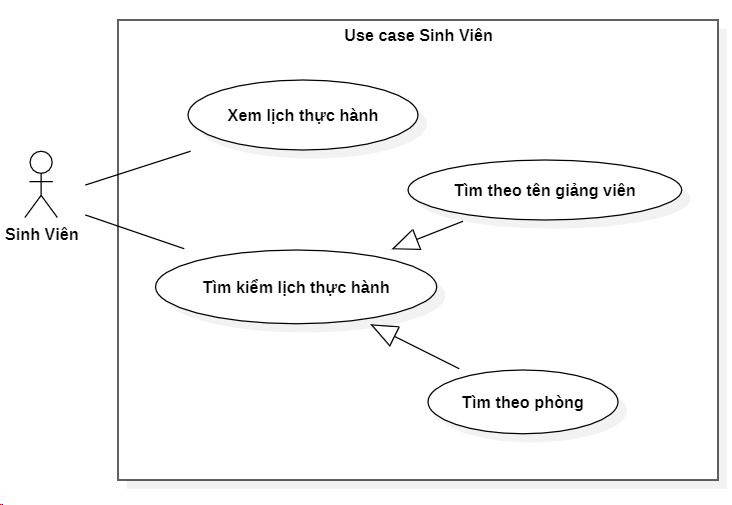 Use case Sinh Viên
Xem lịch thực hành
Tìm theo tên giảng viên
Sinh Viên
Tìm kiểm lịch thực hành
Tìm theo phòng